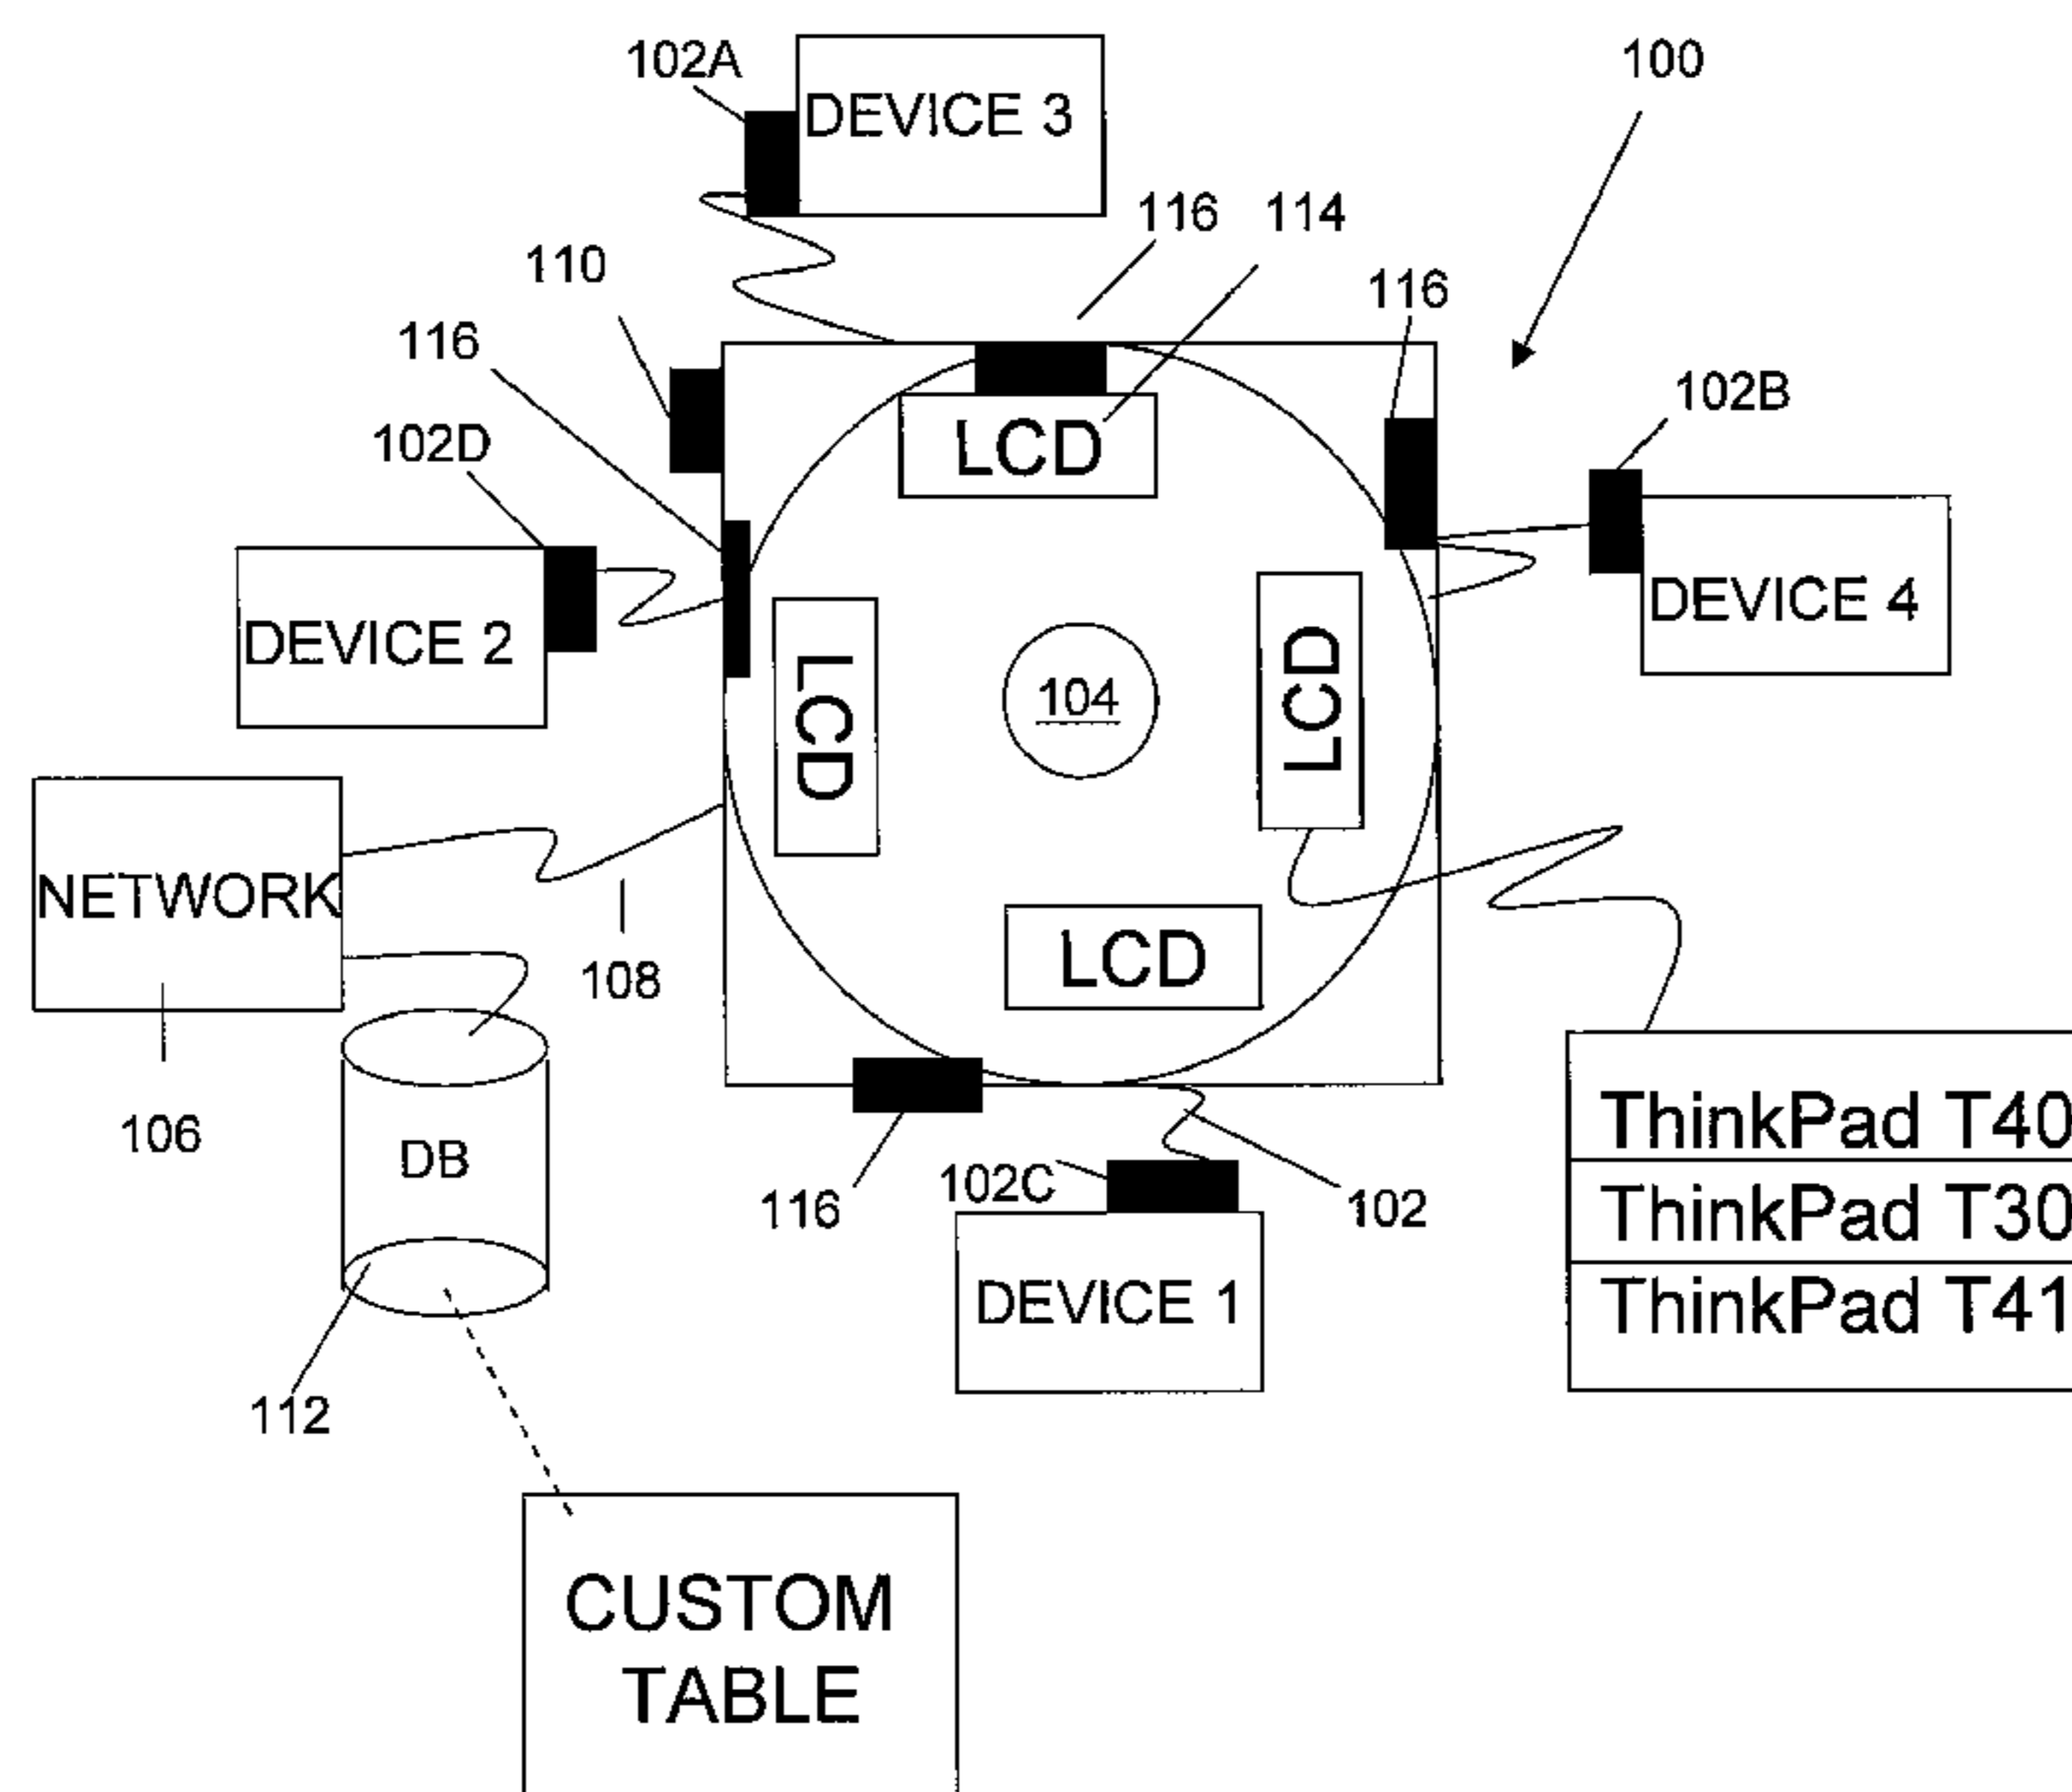 102A
DEVICE 3
100
116
114
110
116
116
102B
LCD
102D
DEVICE 2
DEVICE 4
LCD
104
LCD
NETWORK
LCD
108
106
DB
116
102C
102
DEVICE 1
ThinkPad T40
ThinkPad T30
ThinkPad T41
112
CUSTOM
TABLE